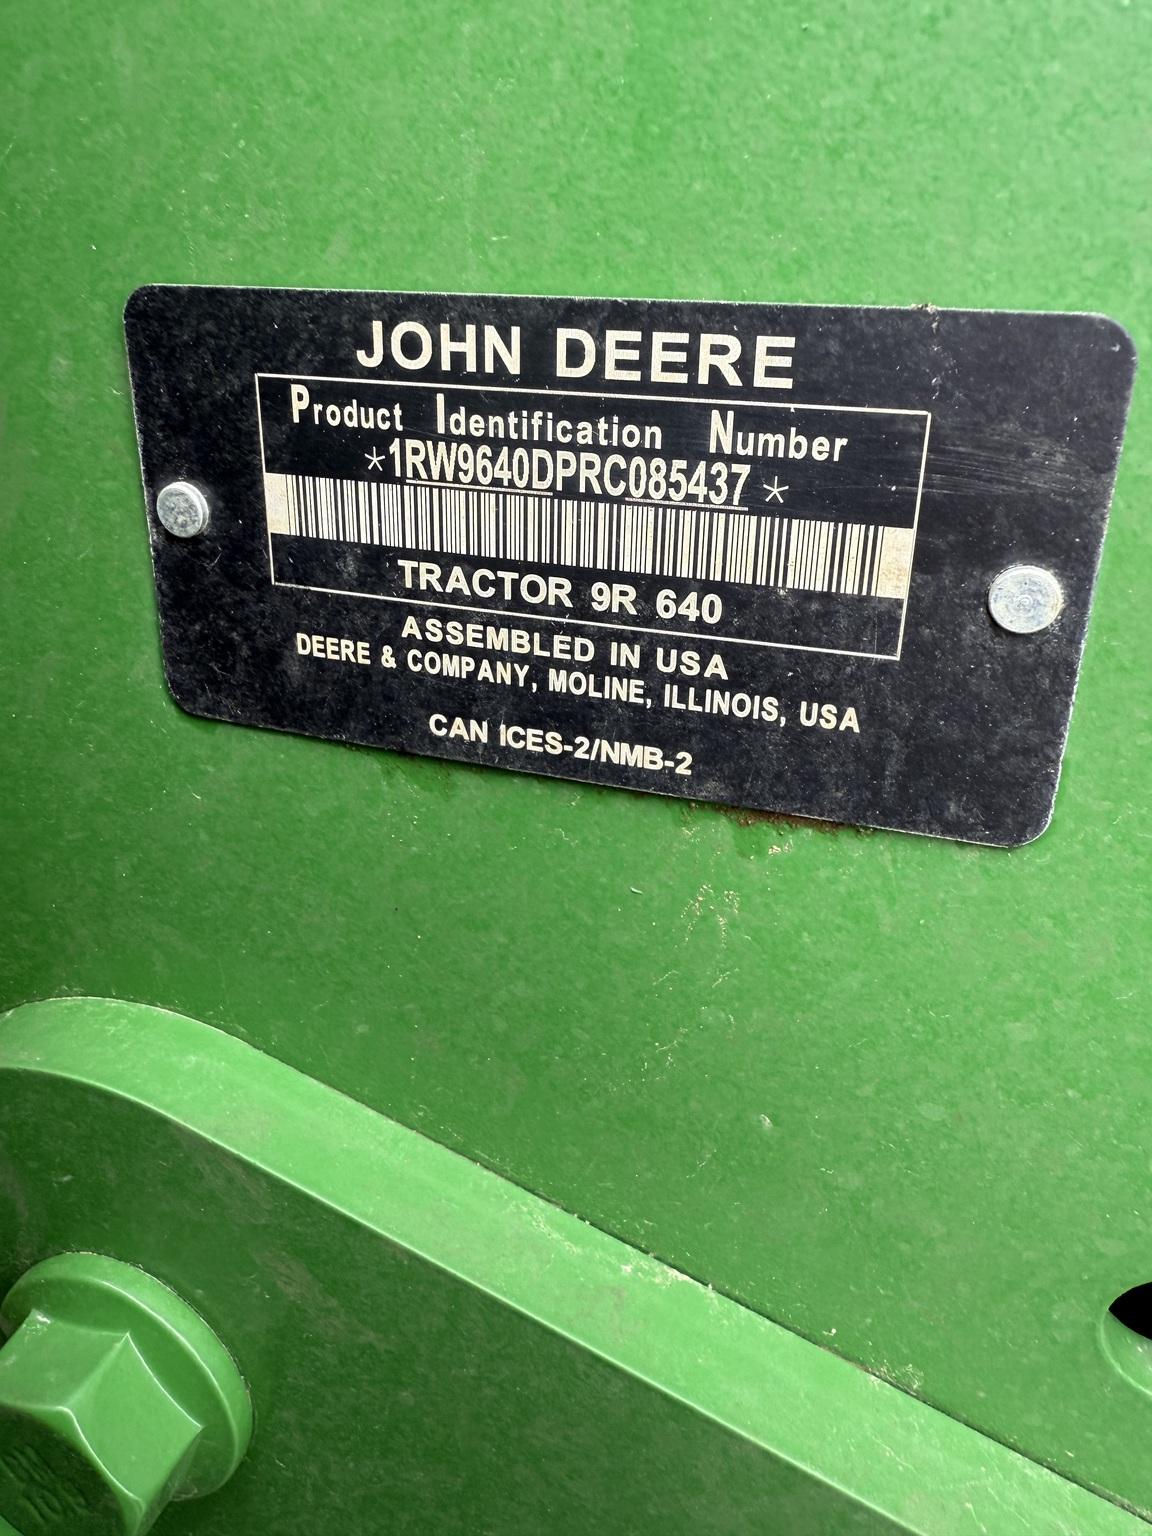 JOHN DEERE
Product Identification Number
*1RW9640DPRC085437*
TRACTOR 9R 640
ASSEMBLED IN USA
DEERE & COMPANY, MOLINE, ILLINOIS, USA
CAN ICES-2/NMB-2